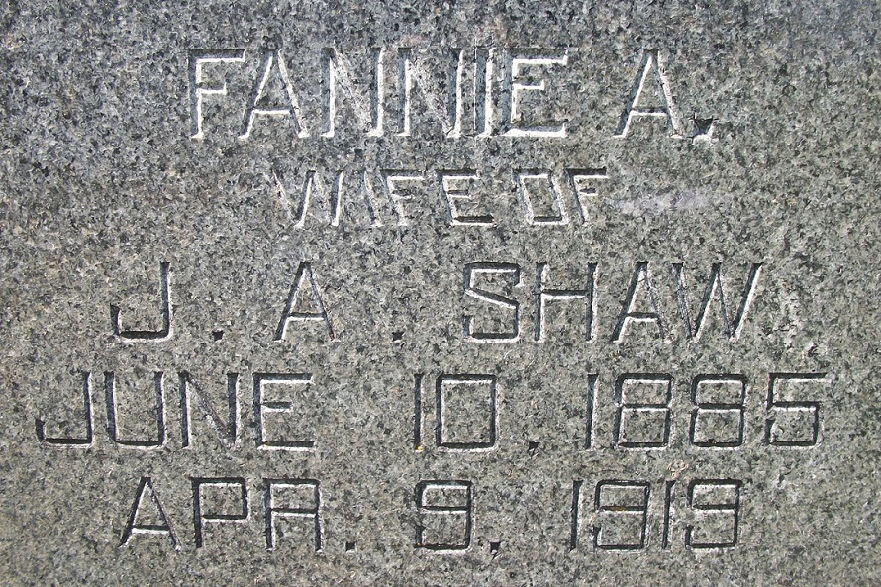 FANNIE A.
WIFE OF
J. A. SHAW
JUNE 10. 1885
APR. 9. 1919